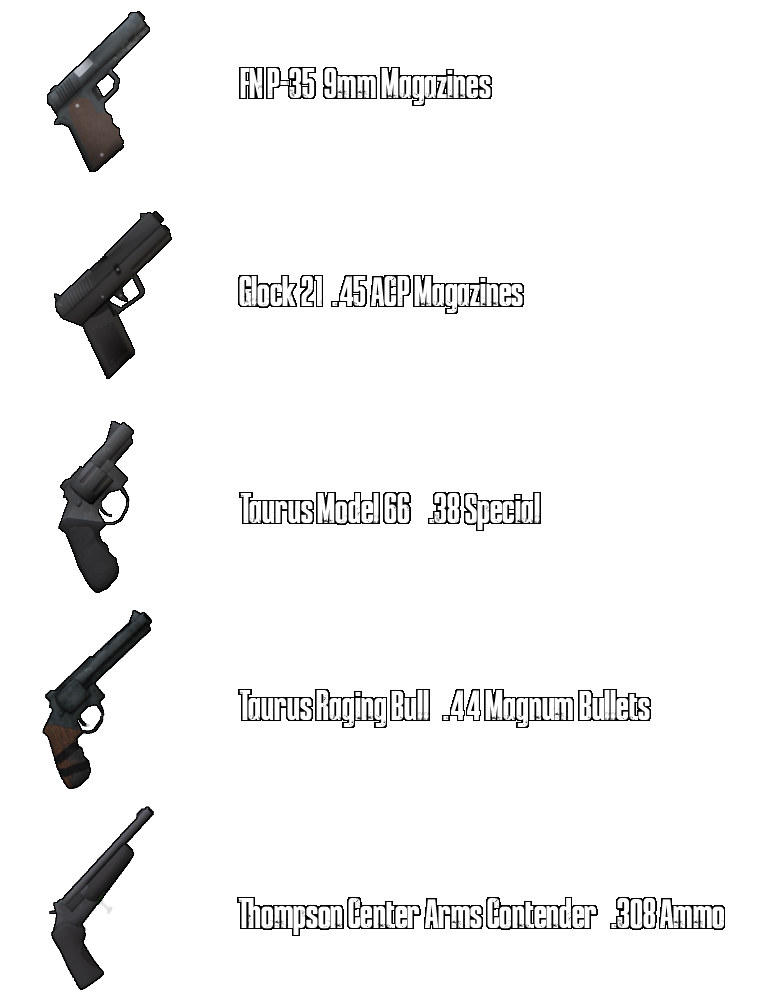 FN P-35 9mm Magazines
Glock 21 .45 ACP Magazines
Taurus Model 66 .38 Special
Taurus Raging Bull .44 Magnum Bullets
Thompson Center Arms Contender .308 Ammo